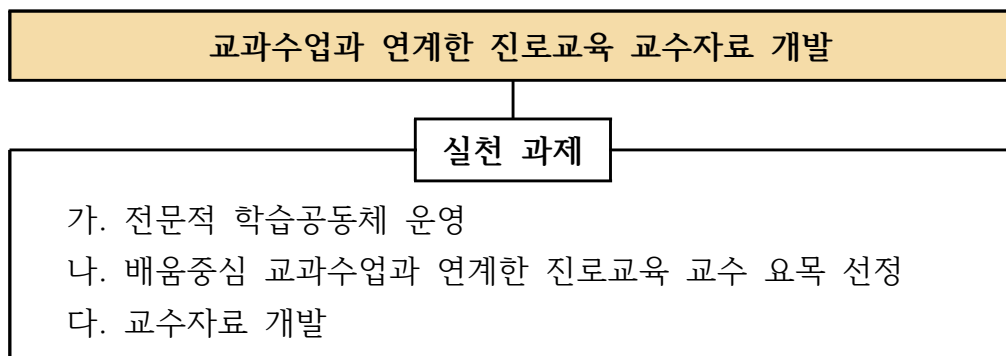 교과수업과 연계한 진로교육 교수자료 개발
실천 과제
가. 전문적 학습공동체 운영
나. 배움중심 교과수업과 연계한 진로교육 교수 요목 선정
다. 교수자료 개발